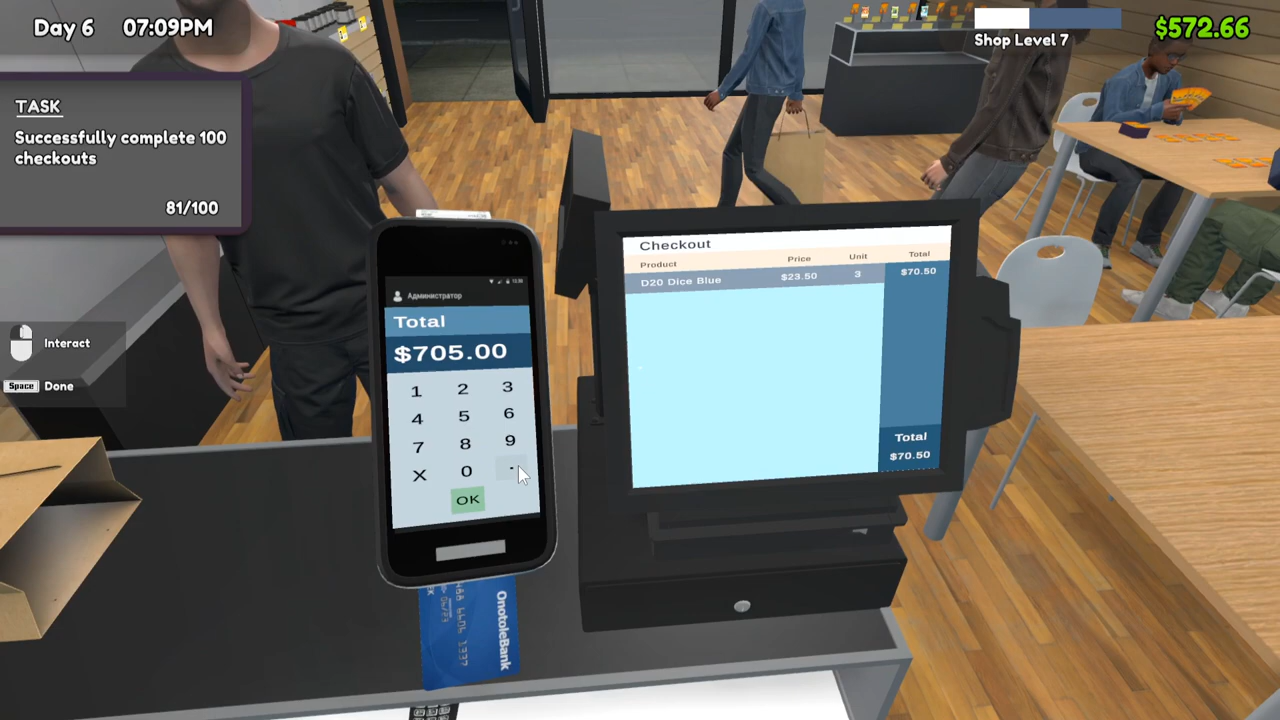 Day 6 07:09PM
Shop Level 7
$572.66
TASK
Successfully complete 100
checkouts
81/100
Interact
Space Done
Администратор
Total
$705.00
1 2 3
4 5 6
7 8 9
X 0 .
OK
Checkout
Product Price Unit Total
D20 Dice Blue $23.50 3 $70.50
Total
$70.50
OnotoleBank
1337